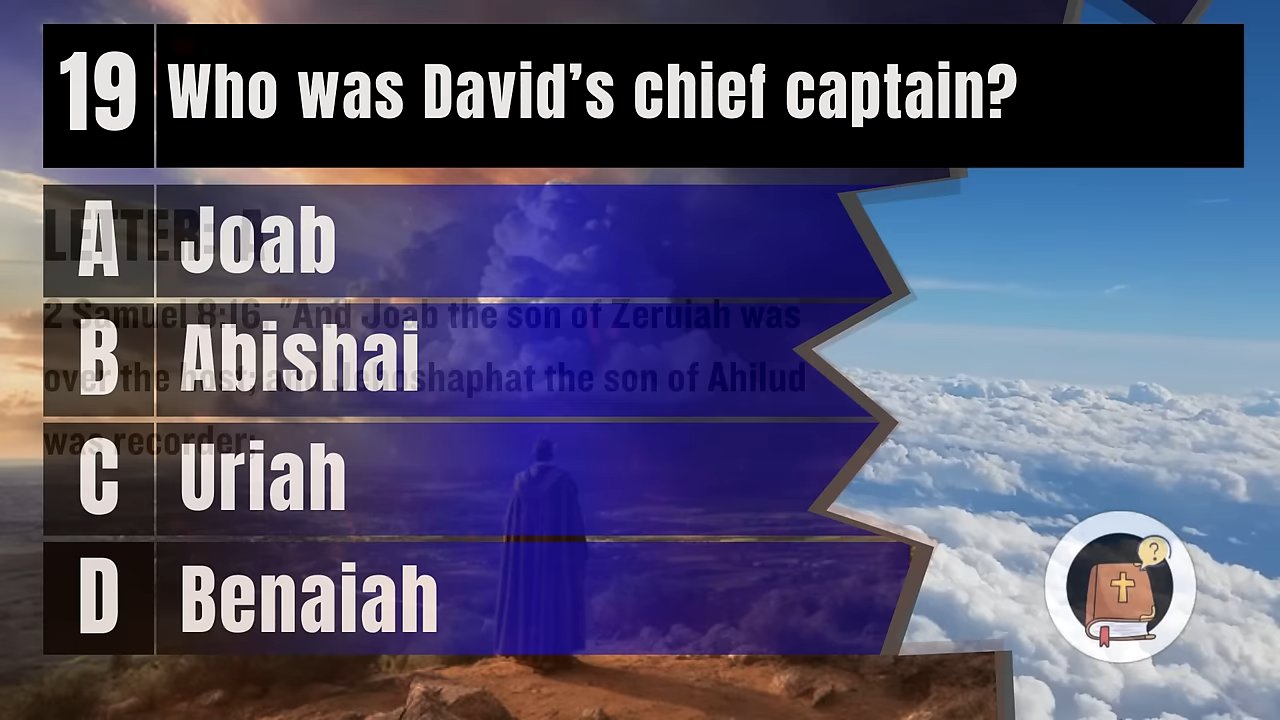 19 Who was David’s chief captain?
LETTER: A
A Joab
2 Samuel 8:16, "And Joab the son of Zeruiah was
B Abishai
over the host; and Jehoshaphat the son of Ahilud
was recorder;
C Uriah
D Benaiah
?